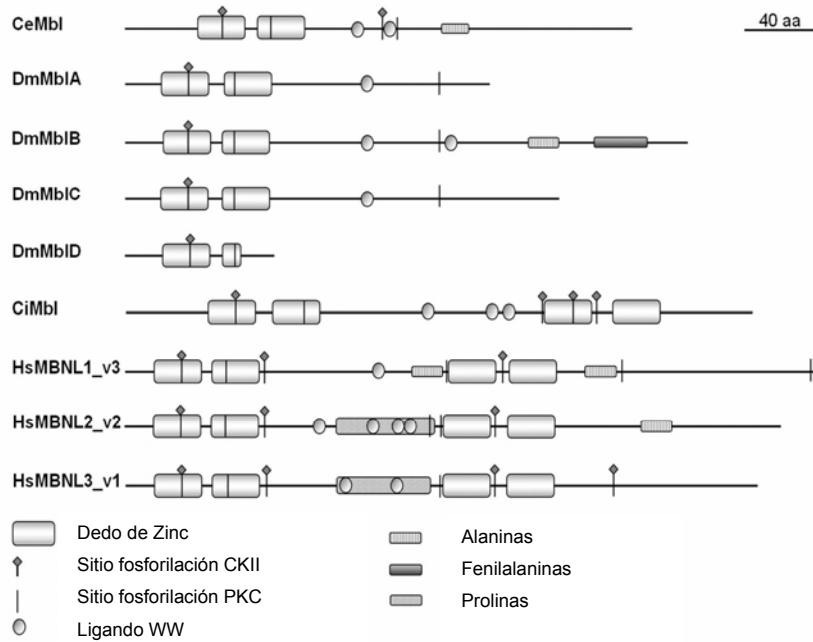 CeMbl
40 aa
DmMblA
DmMblB
DmMblC
DmMblD
CiMbl
HsMBNL1_v3
HsMBNL2_v2
HsMBNL3_v1
Dedo de Zinc
Sitio fosforilación CKII
Sitio fosforilación PKC
Ligando WW
Alaninas
Fenilalaninas
Prolinas